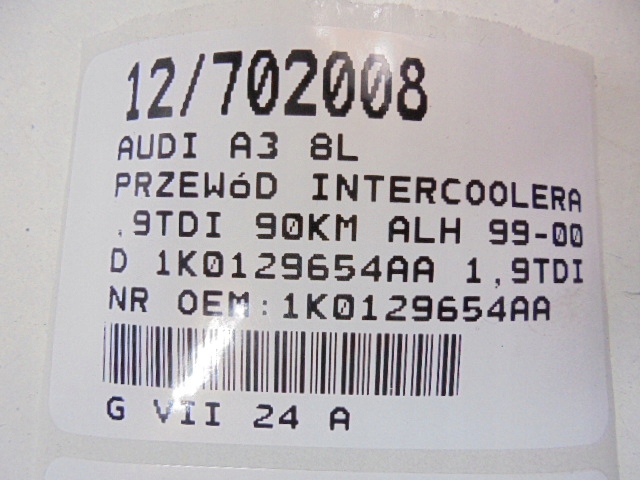 12/702008
AUDI A3 8L
PRZEWóD INTERCOOLERA
.9TDI 90KM ALH 99-00
D 1K0129654AA 1,9TDI
NR OEM:1K0129654AA
G VII 24 A